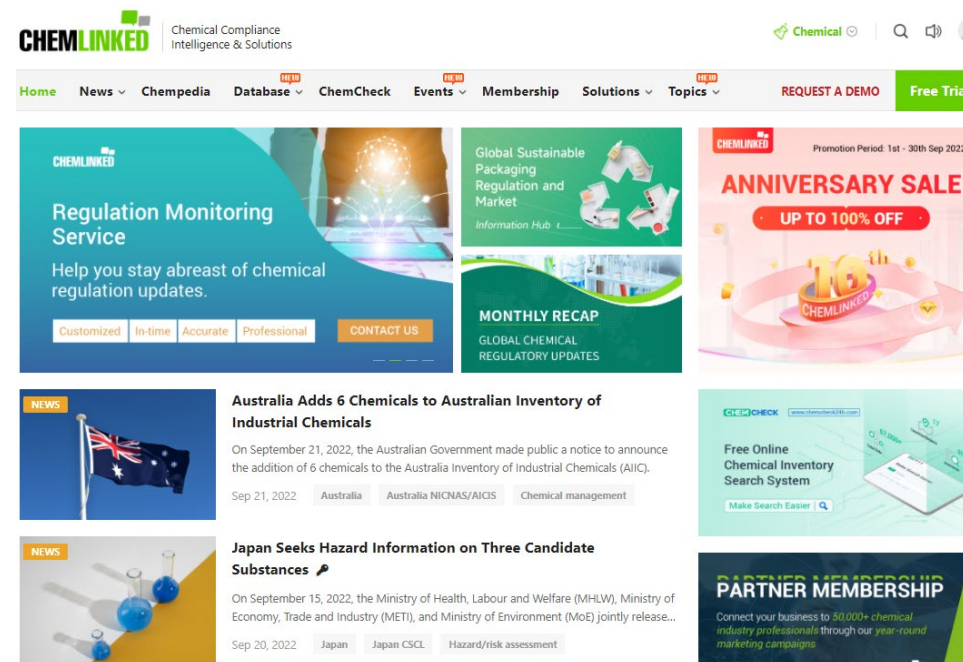 CHEMLINKED
Chemical Compliance
Intelligence & Solutions
Chemical
Home
News
Chempedia
Database
NEW
ChemCheck
Events
NEW
Membership
Solutions
Topics
NEW
REQUEST A DEMO
Free Tria
CHEMLINKED
Regulation Monitoring
Service
Help you stay abreast of chemical
regulation updates.
Customized
In-time
Accurate
Professional
CONTACT US
Global Sustainable
Packaging
Regulation and
Market
Information Hub
MONTHLY RECAP
GLOBAL CHEMICAL
REGULATORY UPDATES
CHEMLINKED
Promotion Period: 1st - 30th Sep 2022
ANNIVERSARY SALE
UP TO 100% OFF
10th
CHEMLINKED
NEWS
Australia Adds 6 Chemicals to Australian Inventory of
Industrial Chemicals
On September 21, 2022, the Australian Government made public a notice to announce
the addition of 6 chemicals to the Australia Inventory of Industrial Chemicals (AIIC).
Sep 21, 2022
Australia
Australia NICNAS/AICIS
Chemical management
CHEMCHECK
www.chemcheck24h.com
Free Online
Chemical Inventory
Search System
Make Search Easier
NEWS
Japan Seeks Hazard Information on Three Candidate
Substances
On September 15, 2022, the Ministry of Health, Labour and Welfare (MHLW), Ministry of
Economy, Trade and Industry (METI), and Ministry of Environment (MoE) jointly release...
Sep 20, 2022
Japan
Japan CSCL
Hazard/risk assessment
PARTNER MEMBERSHIP
Connect your business to 50,000+ chemical
industry professionals through our year-round
marketing campaigns